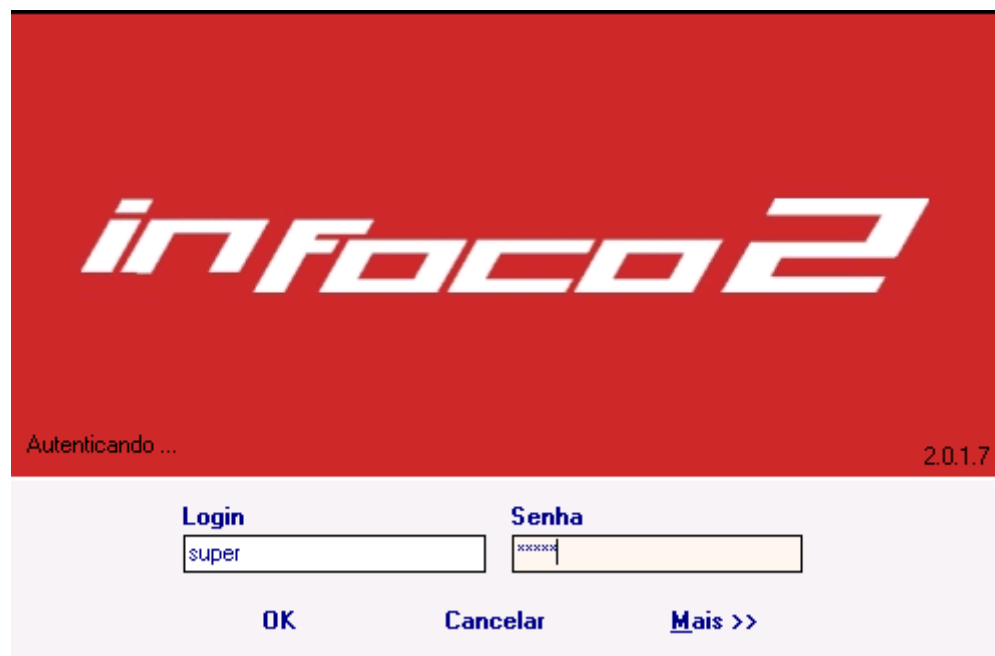 infoco2
Autenticando ...
2.0.1.7
Login Senha
super *****
OK Cancelar Mais >>